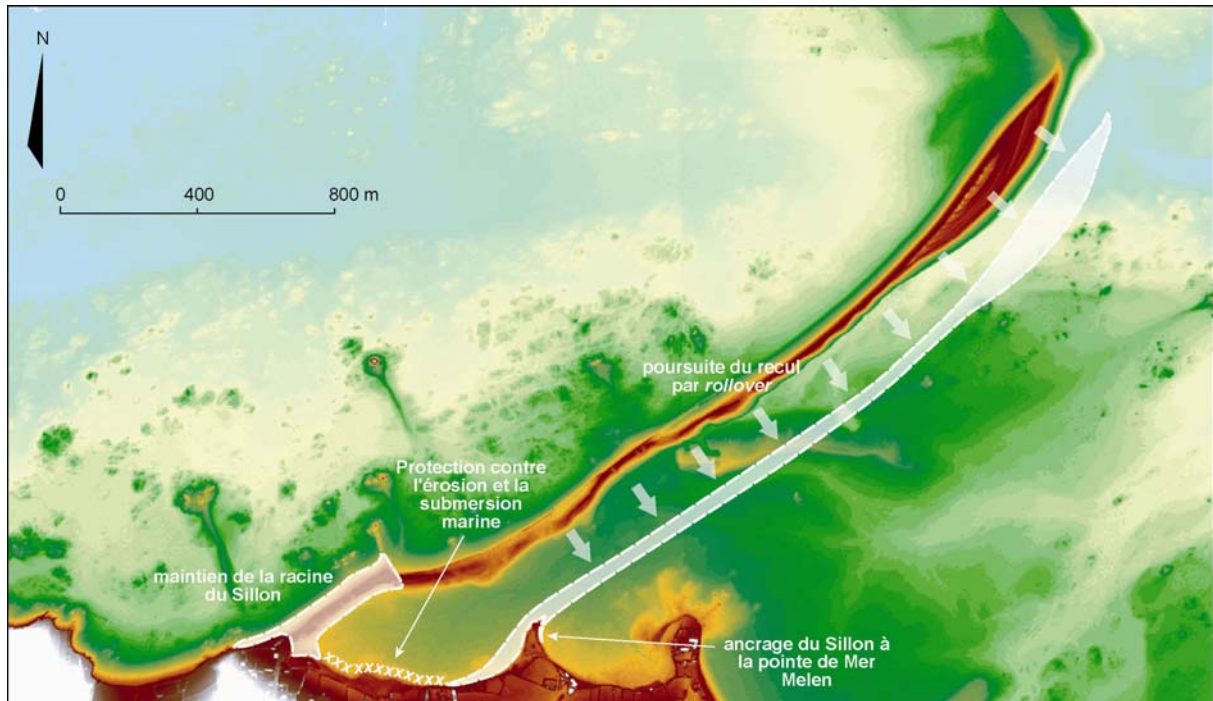 N
0 400 800 m
poursuite du recul
par rollover
Protection contre
l'érosion et la
submersion
marine
maintien de la racine
du Sillon
xxxxxxxxxx
ancrage du Sillon à
la pointe de Mer
Melen